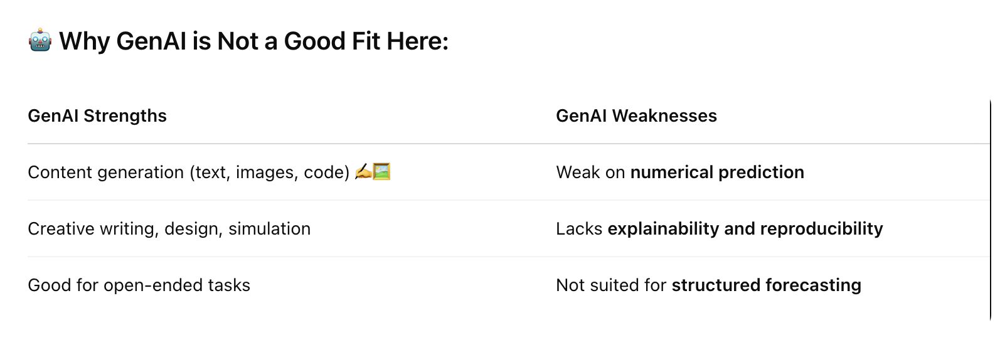 🤖 Why GenAI is Not a Good Fit Here:
GenAI Strengths GenAI Weaknesses
Content generation (text, images, code) ✍️🖼️ Weak on numerical prediction
Creative writing, design, simulation Lacks explainability and reproducibility
Good for open-ended tasks Not suited for structured forecasting